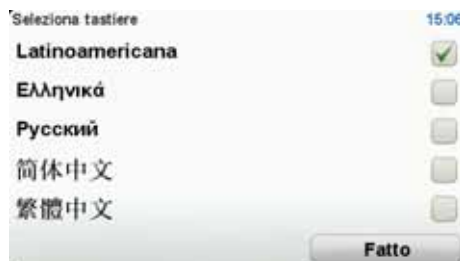 Seleziona tastiere 15:06
Latinoamericana
Ελληνικά
Русский
简体中文
繁體中文
Fatto